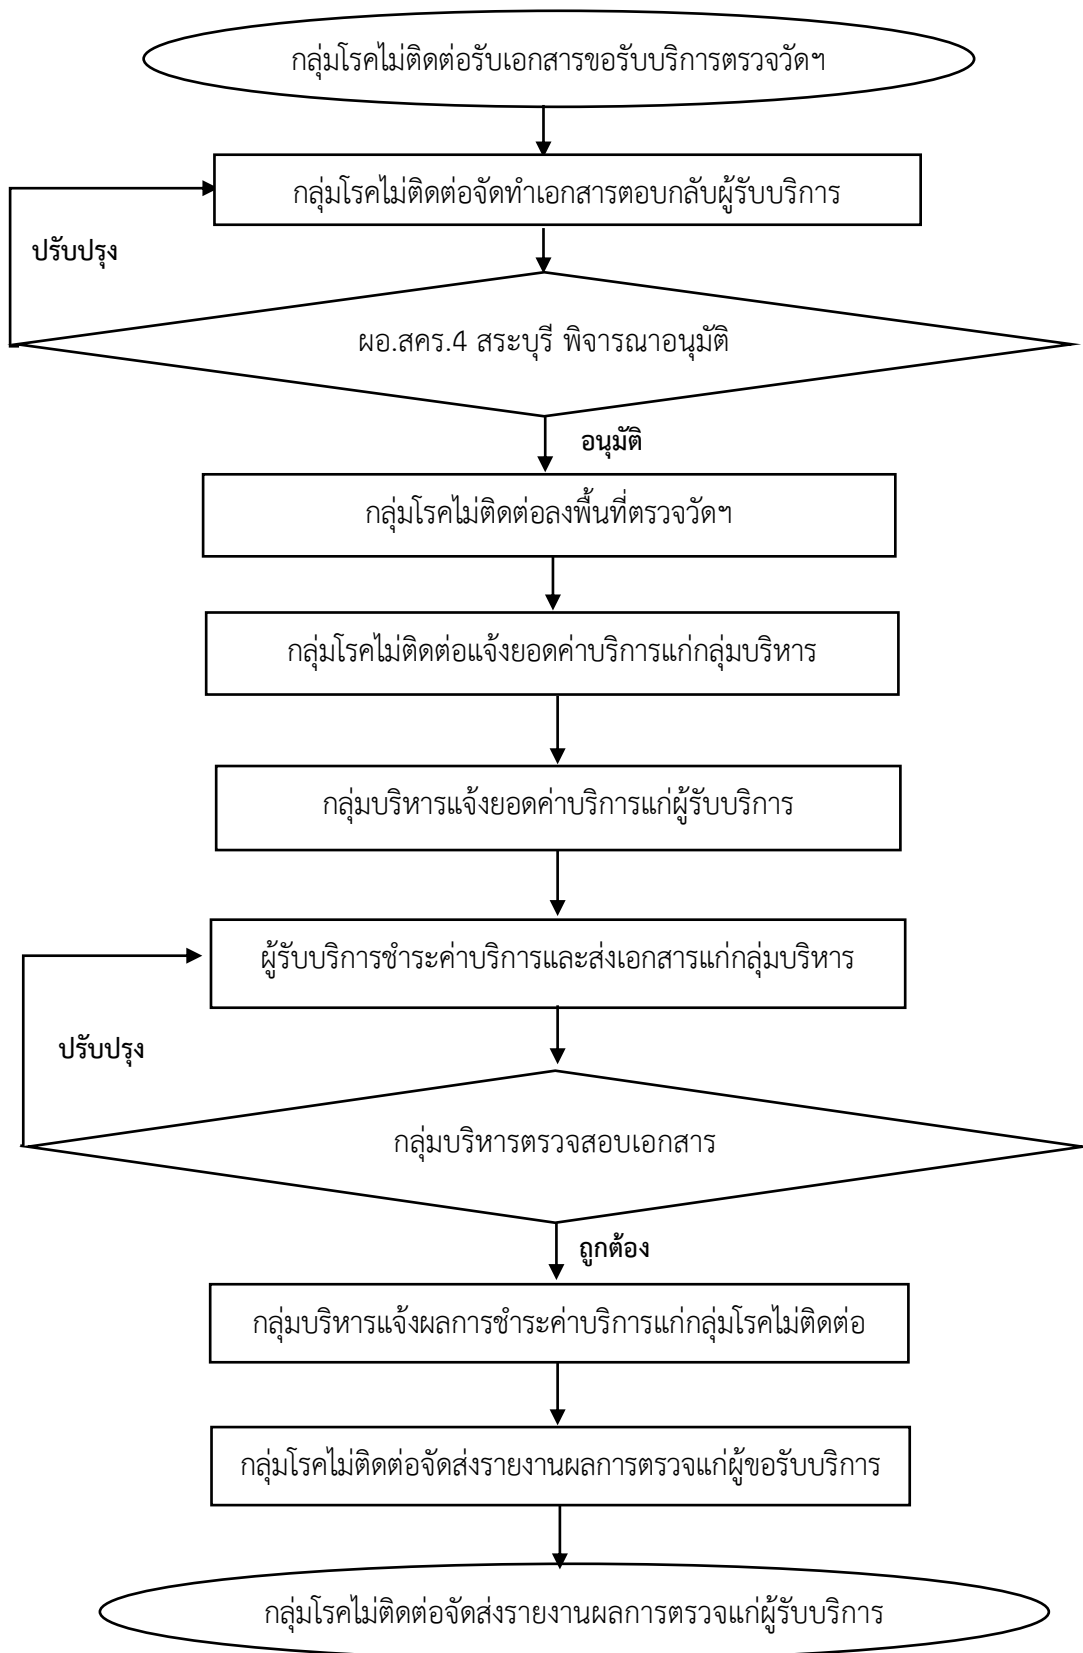 กลุ่มโรคไม่ติดต่อรับเอกสารขอรับบริการตรวจวัดฯ
กลุ่มโรคไม่ติดต่อจัดทำเอกสารตอบกลับผู้รับบริการ
ปรับปรุง
ผอ.สคร.4 สระบุรี พิจารณาอนุมัติ
อนุมัติ
กลุ่มโรคไม่ติดต่อลงพื้นที่ตรวจวัดฯ
กลุ่มโรคไม่ติดต่อแจ้งยอดค่าบริการแก่กลุ่มบริหาร
กลุ่มบริหารแจ้งยอดค่าบริการแก่ผู้รับบริการ
ผู้รับบริการชำระค่าบริการและส่งเอกสารแก่กลุ่มบริหาร
ปรับปรุง
กลุ่มบริหารตรวจสอบเอกสาร
ถูกต้อง
กลุ่มบริหารแจ้งผลการชำระค่าบริการแก่กลุ่มโรคไม่ติดต่อ
กลุ่มโรคไม่ติดต่อจัดส่งรายงานผลการตรวจแก่ผู้ขอรับบริการ
กลุ่มโรคไม่ติดต่อจัดส่งรายงานผลการตรวจแก่ผู้รับบริการ